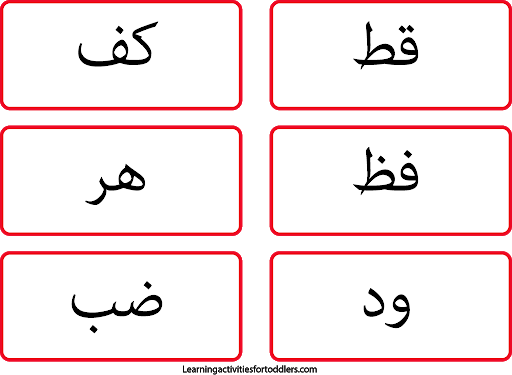 قط
كف
فظ
هر
ود
ضب
Learningactivitiesfortoddlers.com